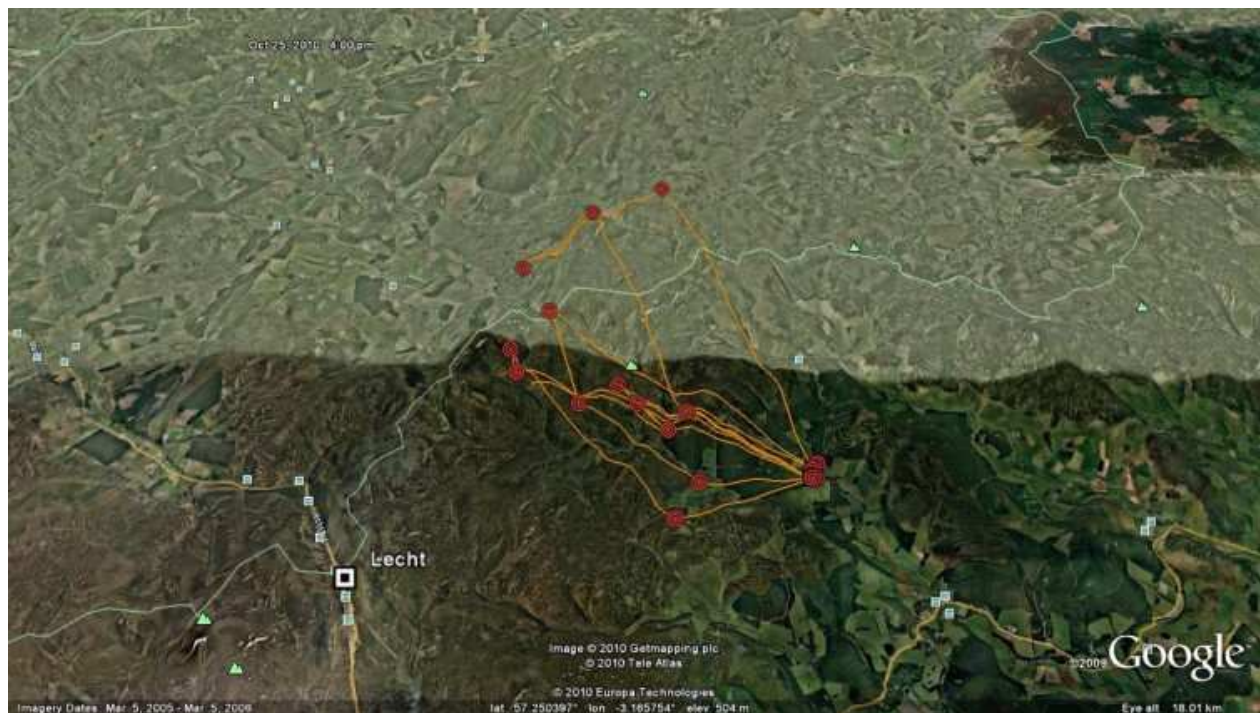 Oct 25, 2010 4:00 pm
Lecht
Image © 2010 Getmapping plc
© 2010 Tele Atlas
© 2010 Europa Technologies
©2009 Google
Imagery Dates: Mar 5, 2005 - Mar 5, 2006
lat 57.250397° lon -3.165754° elev 504 m
Eye alt 18.01 km